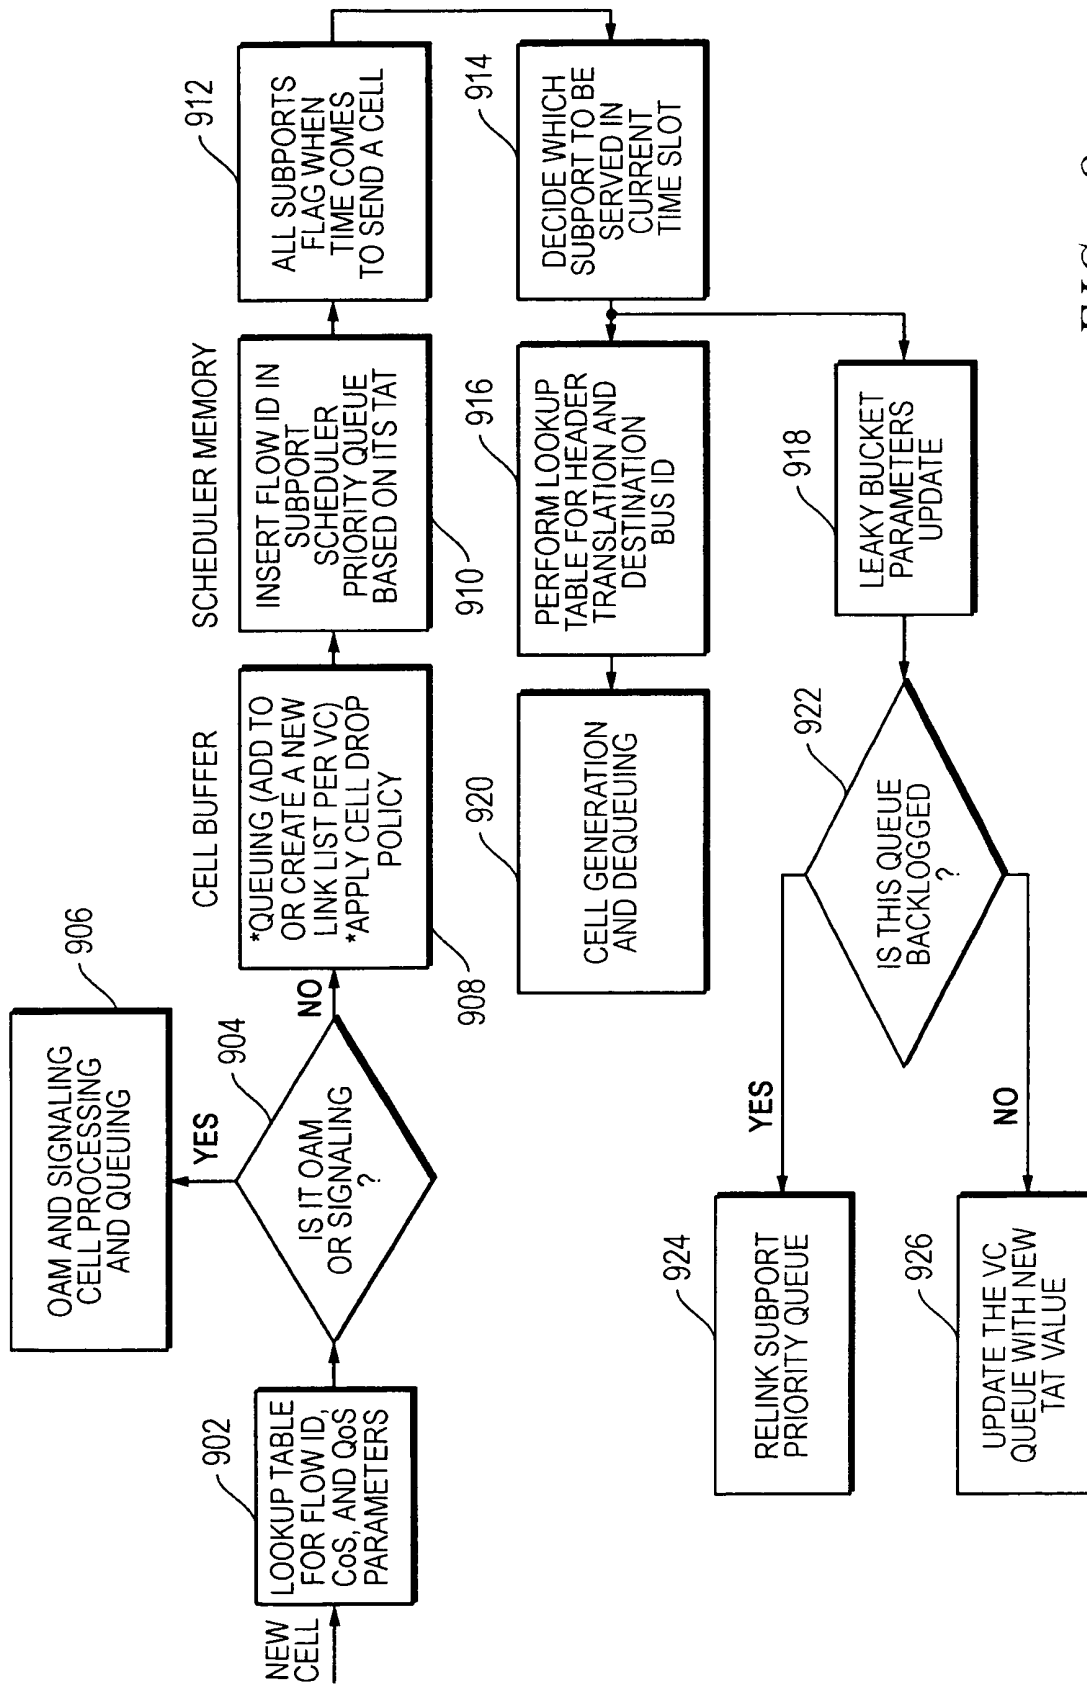 NEW
CELL
902
LOOKUP TABLE
FOR FLOW ID,
CoS, AND QoS
PARAMETERS
904
IS IT OAM
OR SIGNALING
?
YES
906
OAM AND SIGNALING
CELL PROCESSING
AND QUEUING
NO
CELL BUFFER
*QUEUING (ADD TO
OR CREATE A NEW
LINK LIST PER VC)
*APPLY CELL DROP
POLICY
908
SCHEDULER MEMORY
INSERT FLOW ID IN
SUBPORT
SCHEDULER
PRIORITY QUEUE
BASED ON ITS TAT
910
912
ALL SUBPORTS
FLAG WHEN
TIME COMES
TO SEND A CELL
914
DECIDE WHICH
SUBPORT TO BE
SERVED IN
CURRENT
TIME SLOT
916
PERFORM LOOKUP
TABLE FOR HEADER
TRANSLATION AND
DESTINATION
BUS ID
920
CELL GENERATION
AND DEQUEUING
918
LEAKY BUCKET
PARAMETERS
UPDATE
922
IS THIS QUEUE
BACKLOGGED
?
YES
924
RELINK SUBPORT
PRIORITY QUEUE
NO
926
UPDATE THE VC
QUEUE WITH NEW
TAT VALUE